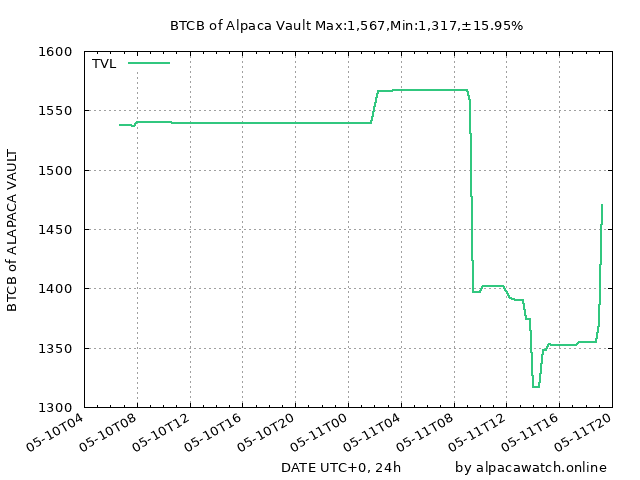 BTCB of Alpaca Vault Max:1,567,Min:1,317,±15.95%
TVL
BTCB of ALAPACA VAULT
1600
1550
1500
1450
1400
1350
1300
05-10T04
05-10T08
05-10T12
05-10T16
05-10T20
05-11T00
05-11T04
05-11T08
05-11T12
05-11T16
05-11T20
DATE UTC+0, 24h
by alpacawatch.online